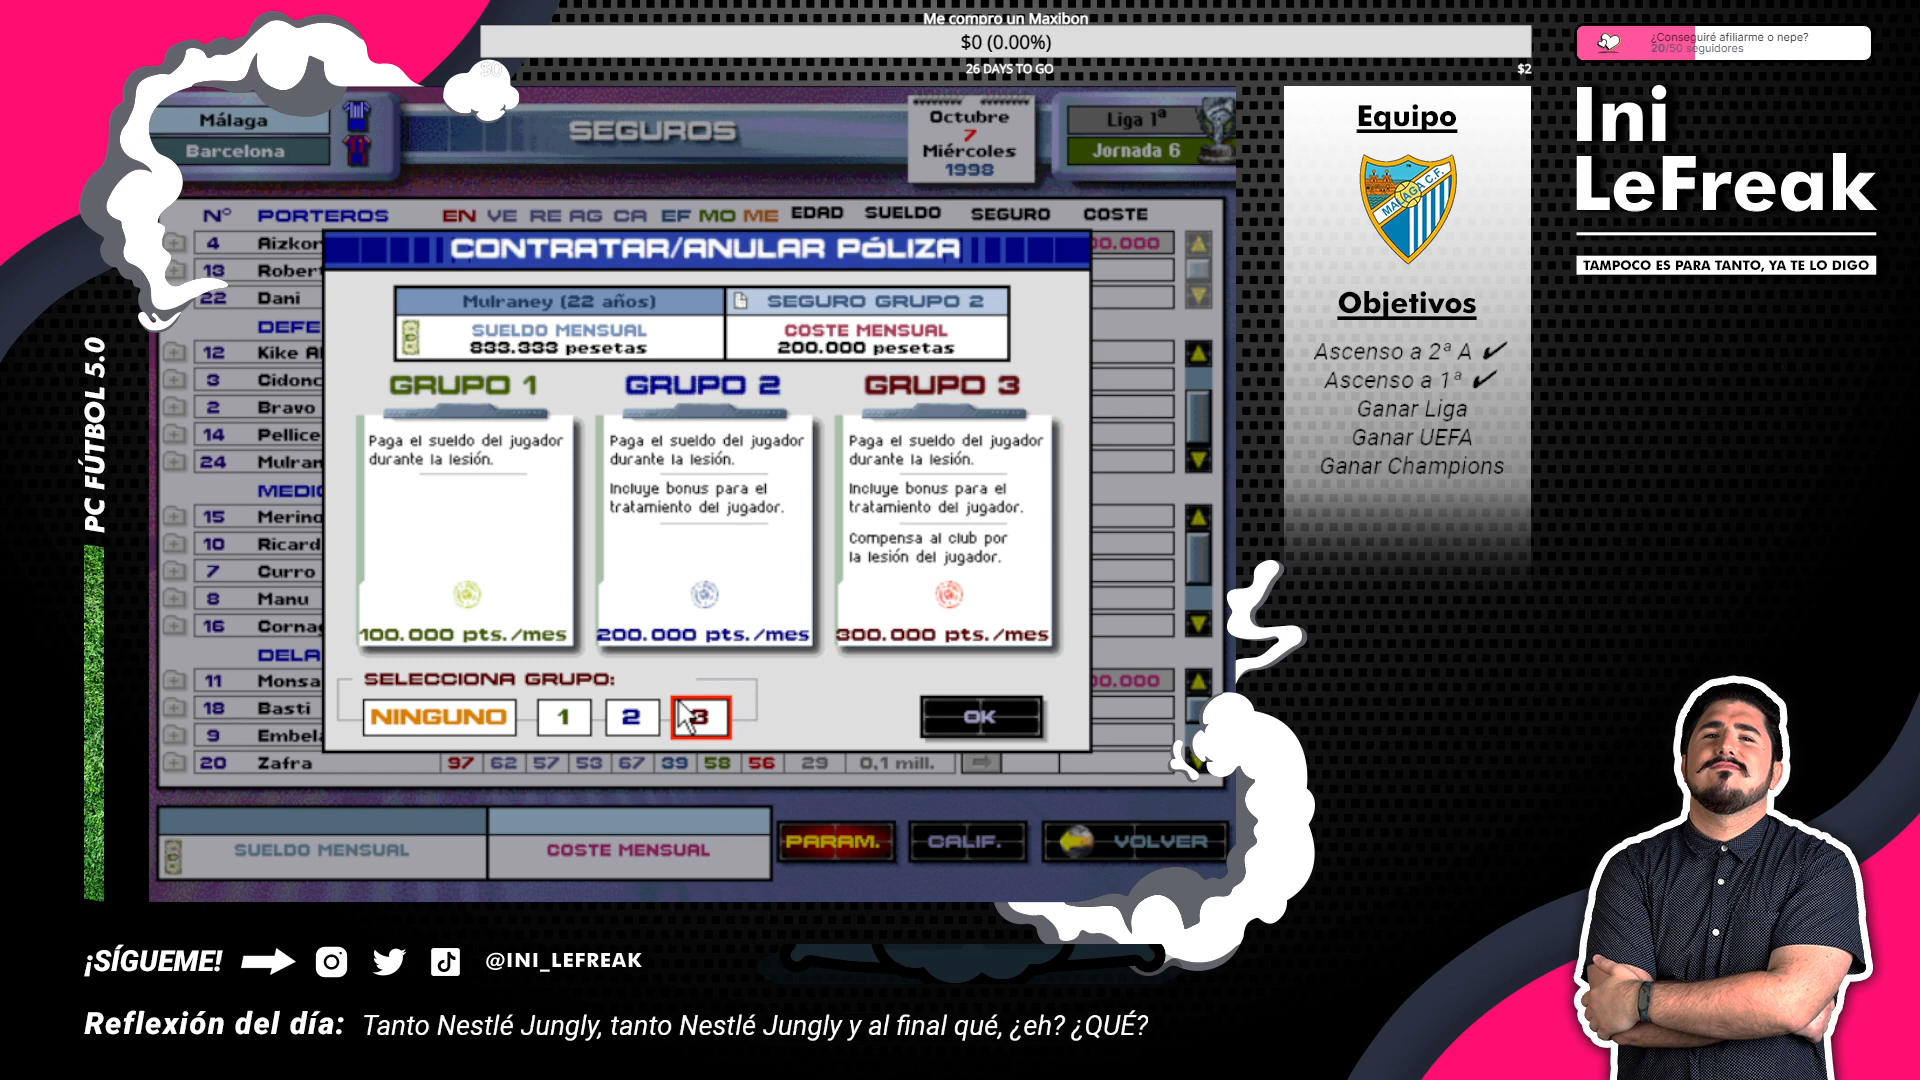 Me compro un Maxibon
$0 (0.00%)
$0
26 DAYS TO GO
$2
¿Conseguiré afiliarme o nepe?
20/50 seguidores
Ini
LeFreak
TAMPOCO ES PARA TANTO, YA TE LO DIGO
Málaga
Barcelona
SEGUROS
Octubre
7
Miércoles
1998
Liga 1ª
Jornada 6
Nº PORTEROS EN VE RE AG CA EF MO ME EDAD SUELDO SEGURO COSTE
4 Aizkor
13 Robert
22 Dani
DEFE
12 Kike Al
3 Cidonc
2 Bravo
14 Pellice
24 Mulran
MEDIO
15 Merino
10 Ricard
7 Curro
8 Manu
16 Cornag
DELA
11 Monsa
18 Basti
9 Embela
20 Zafra 97 62 57 53 67 39 58 56 29 0,1 mill.
00.000
00.000
CONTRATAR/ANULAR PÓLIZA
Mulraney (22 años)
SEGURO GRUPO 2
SUELDO MENSUAL
833.333 pesetas
COSTE MENSUAL
200.000 pesetas
GRUPO 1
Paga el sueldo del jugador
durante la lesión.
100.000 pts./mes
GRUPO 2
Paga el sueldo del jugador
durante la lesión.
Incluye bonus para el
tratamiento del jugador.
200.000 pts./mes
GRUPO 3
Paga el sueldo del jugador
durante la lesión.
Incluye bonus para el
tratamiento del jugador.
Compensa al club por
la lesión del jugador.
300.000 pts./mes
SELECCIONA GRUPO:
NINGUNO 1 2 3
OK
SUELDO MENSUAL
COSTE MENSUAL
PARAM.
CALIF.
VOLVER
Equipo
MALAGA C.F.
Objetivos
Ascenso a 2ª A ✔
Ascenso a 1ª ✔
Ganar Liga
Ganar UEFA
Ganar Champions
PC FÚTBOL 5.0
¡SÍGUEME!
@INI_LEFREAK
Reflexión del día: Tanto Nestlé Jungly, tanto Nestlé Jungly y al final qué, ¿eh? ¿QUÉ?